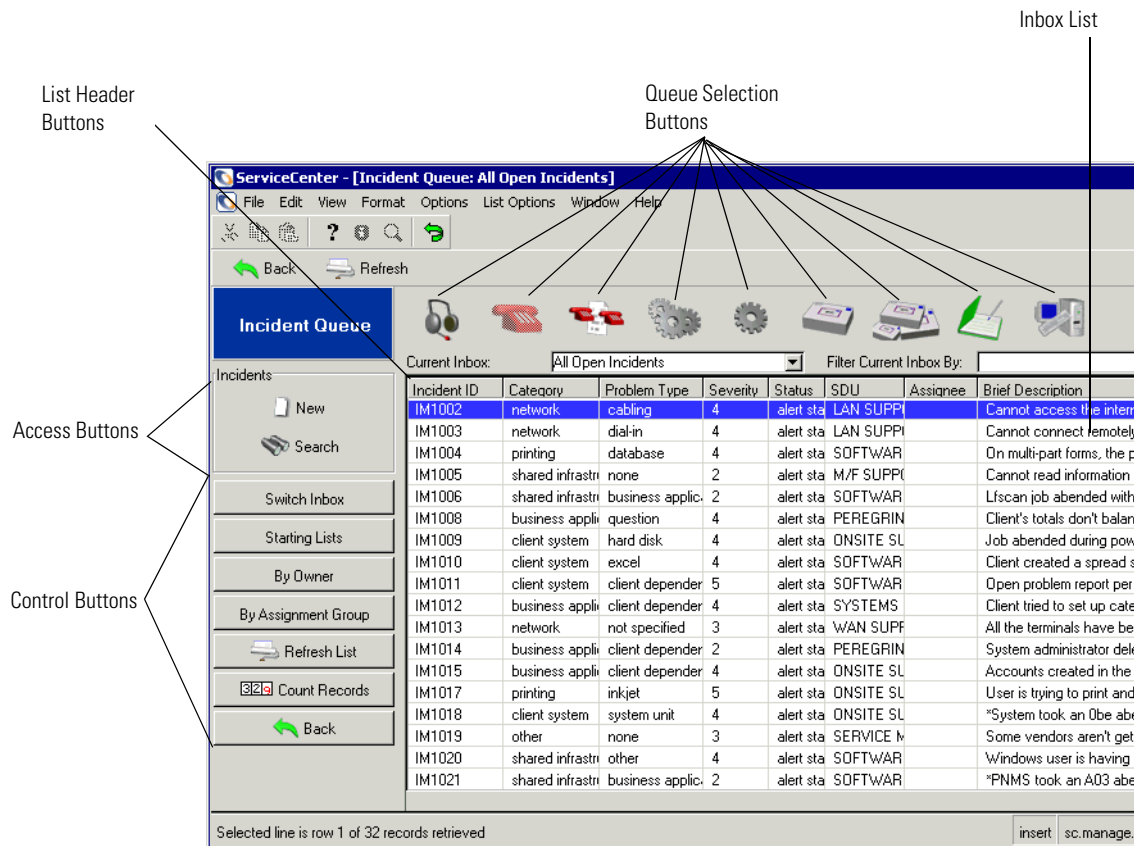 Inbox List
List Header
Buttons
Queue Selection
Buttons
ServiceCenter - [Incident Queue: All Open Incidents]
File Edit View Format Options List Options Window Help
Back Refresh
Incident Queue
Current Inbox: All Open Incidents Filter Current Inbox By:
Incidents
New
Search
Access Buttons
Switch Inbox
Starting Lists
By Owner
Control Buttons
By Assignment Group
Refresh List
329 Count Records
Back
Incident ID Category Problem Type Severity Status SDU Assignee Brief Description
IM1002 network cabling 4 alert sta LAN SUPP Cannot access the intern
IM1003 network dial-in 4 alert sta LAN SUPP Cannot connect remotely
IM1004 printing database 4 alert sta SOFTWAR On multi-part forms, the p
IM1005 shared infrastr none 2 alert sta M/F SUPP Cannot read information
IM1006 shared infrastr business applic 2 alert sta SOFTWAR Lfscan job abended with
IM1008 business appli question 4 alert sta PEREGRIN Client's totals don't balan
IM1009 client system hard disk 4 alert sta ONSITE SU Job abended during pow
IM1010 client system excel 4 alert sta SOFTWAR Client created a spread s
IM1011 client system client depender 5 alert sta SOFTWAR Open problem report per
IM1012 business appli client depender 4 alert sta SYSTEMS Client tried to set up cate
IM1013 network not specified 3 alert sta WAN SUPP All the terminals have be
IM1014 business appli client depender 2 alert sta PEREGRIN System administrator dele
IM1015 business appli client depender 4 alert sta ONSITE SU Accounts created in the
IM1017 printing inkjet 5 alert sta ONSITE SU User is trying to print and
IM1018 client system system unit 4 alert sta ONSITE SU *System took an 0be abe
IM1019 other none 3 alert sta SERVICE M Some vendors aren't get
IM1020 shared infrastr other 4 alert sta SOFTWAR Windows user is having
IM1021 shared infrastr business applic 2 alert sta SOFTWAR *PNMS took an A03 abe
Selected line is row 1 of 32 records retrieved insert sc.manage.